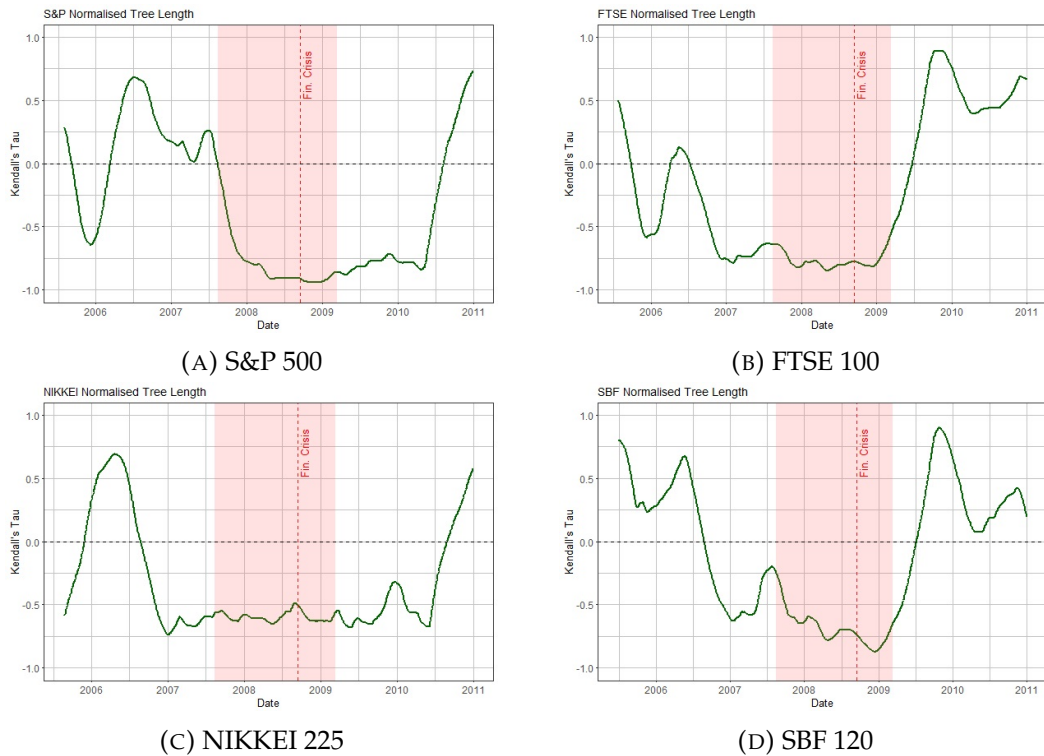 S&P Normalised Tree Length
1.0
0.5
0.0
-0.5
-1.0
Kendall's Tau
Fin. Crisis
2006 2007 2008 2009 2010 2011
Date
(A) S&P 500
FTSE Normalised Tree Length
1.0
0.5
0.0
-0.5
-1.0
Kendall's Tau
Fin. Crisis
2006 2007 2008 2009 2010 2011
Date
(B) FTSE 100
NIKKEI Normalised Tree Length
1.0
0.5
0.0
-0.5
-1.0
Kendall's Tau
Fin. Crisis
2006 2007 2008 2009 2010 2011
Date
(C) NIKKEI 225
SBF Normalised Tree Length
1.0
0.5
0.0
-0.5
-1.0
Kendall's Tau
Fin. Crisis
2006 2007 2008 2009 2010 2011
Date
(D) SBF 120